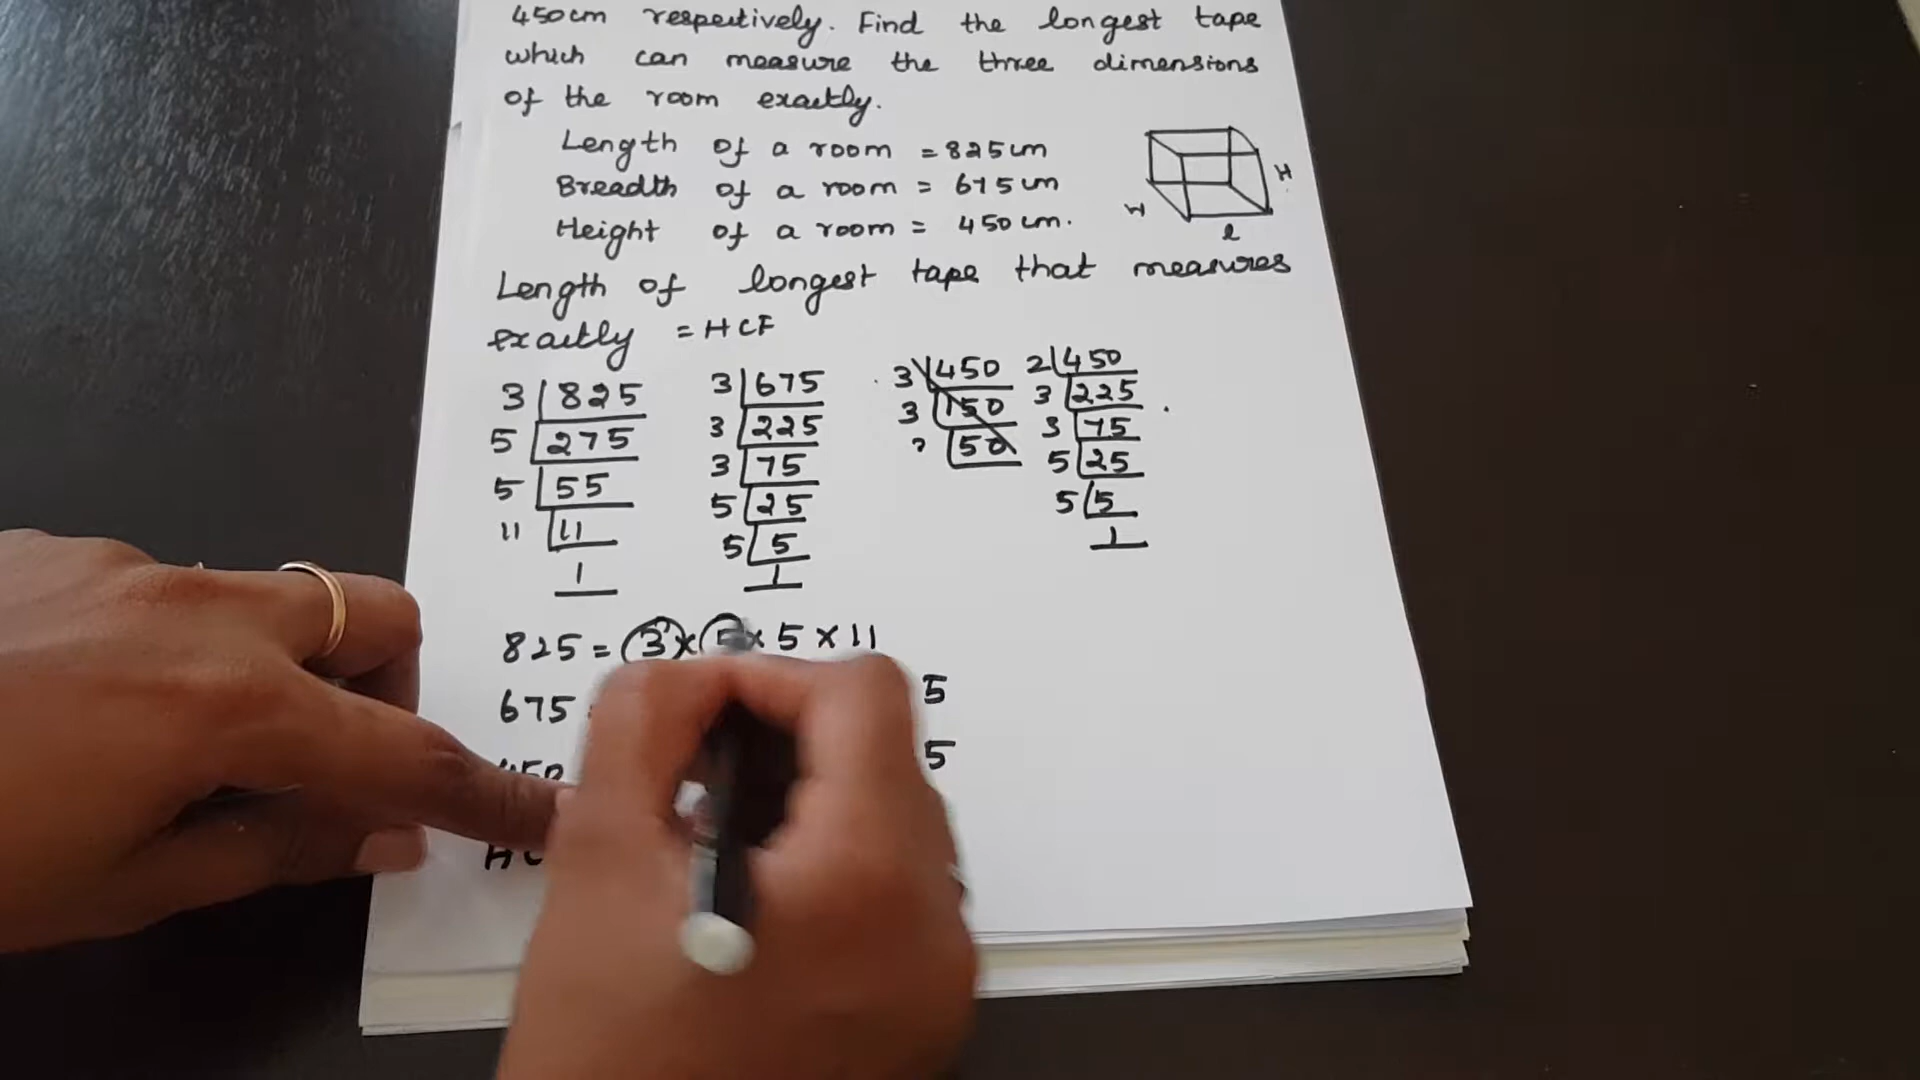 450cm respectively. Find the longest tape
which can measure the three dimensions
of the room exactly.
Length of a room = 825cm
Breadth of a room = 675cm
Height of a room = 450cm.
H
W
l
Length of longest tape that measures
exactly = HCF
3 | 825
5 | 275
5 | 55
11 | 11
1
3 | 675
3 | 225
3 | 75
5 | 25
5 | 5
1
3 | 450
3 | 150
50
2 | 450
3 | 225
3 | 75
5 | 25
5 | 5
1
825 = 3 × 5 × 5 × 11
675 5
450 5